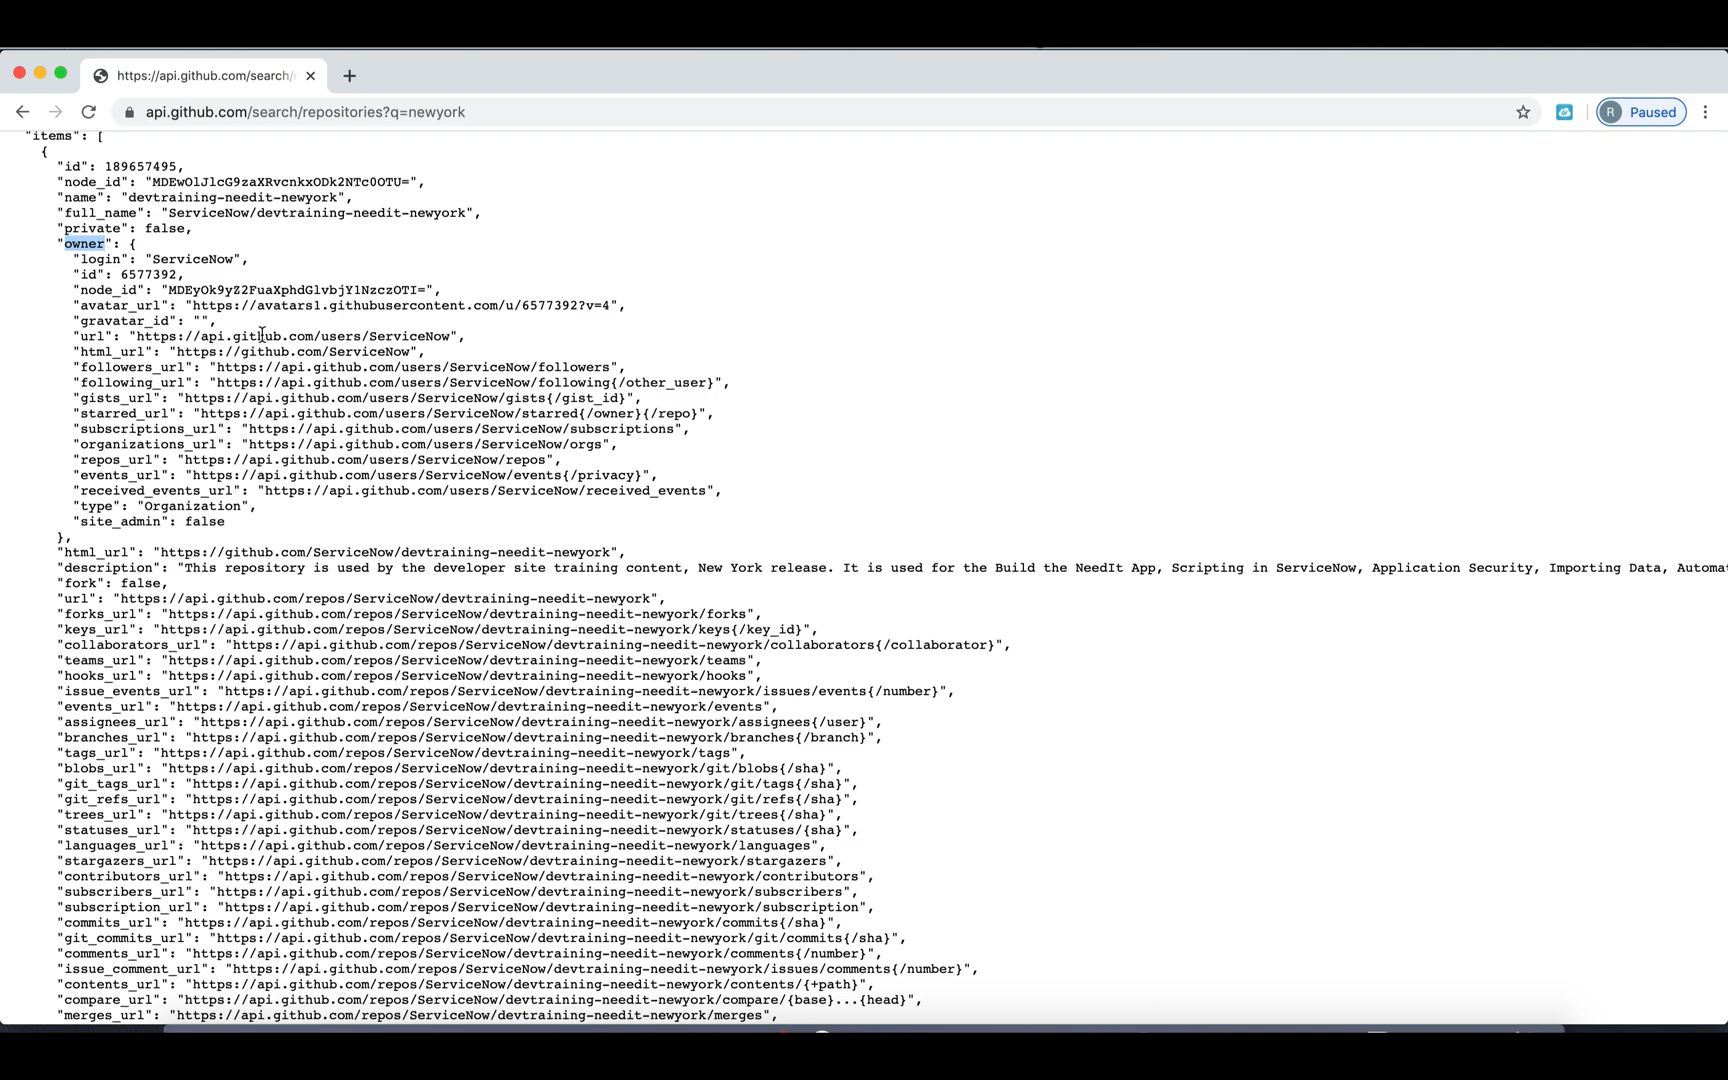 https://api.github.com/search/r
api.github.com/search/repositories?q=newyork
R Paused
"items": [
{
"id": 189657495,
"node_id": "MDEwOlJlcG9zaXRvcnkxODk2NTc0OTU=",
"name": "devtraining-needit-newyork",
"full_name": "ServiceNow/devtraining-needit-newyork",
"private": false,
"owner": {
"login": "ServiceNow",
"id": 6577392,
"node_id": "MDEyOk9yZ2FuaXphdGlvbjY1NzczOTI=",
"avatar_url": "https://avatars1.githubusercontent.com/u/6577392?v=4",
"gravatar_id": "",
"url": "https://api.github.com/users/ServiceNow",
"html_url": "https://github.com/ServiceNow",
"followers_url": "https://api.github.com/users/ServiceNow/followers",
"following_url": "https://api.github.com/users/ServiceNow/following{/other_user}",
"gists_url": "https://api.github.com/users/ServiceNow/gists{/gist_id}",
"starred_url": "https://api.github.com/users/ServiceNow/starred{/owner}{/repo}",
"subscriptions_url": "https://api.github.com/users/ServiceNow/subscriptions",
"organizations_url": "https://api.github.com/users/ServiceNow/orgs",
"repos_url": "https://api.github.com/users/ServiceNow/repos",
"events_url": "https://api.github.com/users/ServiceNow/events{/privacy}",
"received_events_url": "https://api.github.com/users/ServiceNow/received_events",
"type": "Organization",
"site_admin": false
},
"html_url": "https://github.com/ServiceNow/devtraining-needit-newyork",
"description": "This repository is used by the developer site training content, New York release. It is used for the Build the NeedIt App, Scripting in ServiceNow, Application Security, Importing Data, Automat
"fork": false,
"url": "https://api.github.com/repos/ServiceNow/devtraining-needit-newyork",
"forks_url": "https://api.github.com/repos/ServiceNow/devtraining-needit-newyork/forks",
"keys_url": "https://api.github.com/repos/ServiceNow/devtraining-needit-newyork/keys{/key_id}",
"collaborators_url": "https://api.github.com/repos/ServiceNow/devtraining-needit-newyork/collaborators{/collaborator}",
"teams_url": "https://api.github.com/repos/ServiceNow/devtraining-needit-newyork/teams",
"hooks_url": "https://api.github.com/repos/ServiceNow/devtraining-needit-newyork/hooks",
"issue_events_url": "https://api.github.com/repos/ServiceNow/devtraining-needit-newyork/issues/events{/number}",
"events_url": "https://api.github.com/repos/ServiceNow/devtraining-needit-newyork/events",
"assignees_url": "https://api.github.com/repos/ServiceNow/devtraining-needit-newyork/assignees{/user}",
"branches_url": "https://api.github.com/repos/ServiceNow/devtraining-needit-newyork/branches{/branch}",
"tags_url": "https://api.github.com/repos/ServiceNow/devtraining-needit-newyork/tags",
"blobs_url": "https://api.github.com/repos/ServiceNow/devtraining-needit-newyork/git/blobs{/sha}",
"git_tags_url": "https://api.github.com/repos/ServiceNow/devtraining-needit-newyork/git/tags{/sha}",
"git_refs_url": "https://api.github.com/repos/ServiceNow/devtraining-needit-newyork/git/refs{/sha}",
"trees_url": "https://api.github.com/repos/ServiceNow/devtraining-needit-newyork/git/trees{/sha}",
"statuses_url": "https://api.github.com/repos/ServiceNow/devtraining-needit-newyork/statuses/{sha}",
"languages_url": "https://api.github.com/repos/ServiceNow/devtraining-needit-newyork/languages",
"stargazers_url": "https://api.github.com/repos/ServiceNow/devtraining-needit-newyork/stargazers",
"contributors_url": "https://api.github.com/repos/ServiceNow/devtraining-needit-newyork/contributors",
"subscribers_url": "https://api.github.com/repos/ServiceNow/devtraining-needit-newyork/subscribers",
"subscription_url": "https://api.github.com/repos/ServiceNow/devtraining-needit-newyork/subscription",
"commits_url": "https://api.github.com/repos/ServiceNow/devtraining-needit-newyork/commits{/sha}",
"git_commits_url": "https://api.github.com/repos/ServiceNow/devtraining-needit-newyork/git/commits{/sha}",
"comments_url": "https://api.github.com/repos/ServiceNow/devtraining-needit-newyork/comments{/number}",
"issue_comment_url": "https://api.github.com/repos/ServiceNow/devtraining-needit-newyork/issues/comments{/number}",
"contents_url": "https://api.github.com/repos/ServiceNow/devtraining-needit-newyork/contents/{+path}",
"compare_url": "https://api.github.com/repos/ServiceNow/devtraining-needit-newyork/compare/{base}...{head}",
"merges_url": "https://api.github.com/repos/ServiceNow/devtraining-needit-newyork/merges",